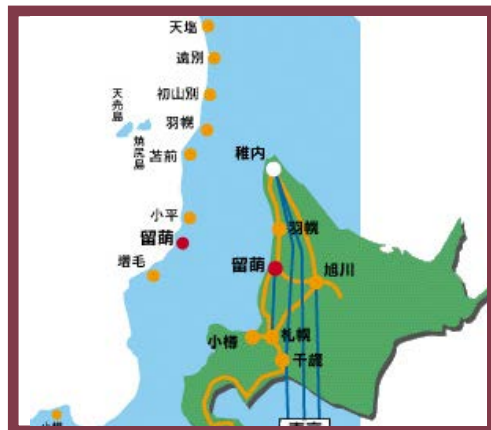 天塩
遠別
初山別
羽幌
天売島
焼尻島
苫前
小平
留萌
増毛
稚内
羽幌
留萌
旭川
小樽
札幌
千歳